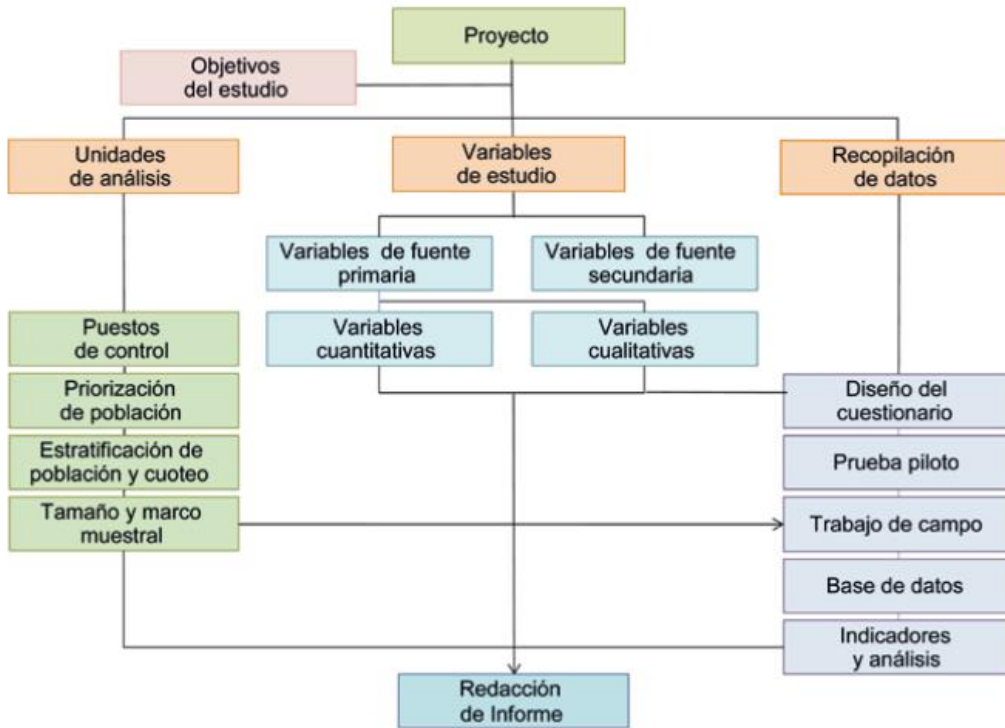 Proyecto
Objetivos
del estudio
Unidades
de análisis
Variables
de estudio
Recopilación
de datos
Variables de fuente
primaria
Variables de fuente
secundaria
Puestos
de control
Variables
cuantitativas
Variables
cualitativas
Priorización
de población
Diseño del
cuestionario
Estratificación de
población y cuoteo
Prueba piloto
Tamaño y marco
muestral
Trabajo de campo
Base de datos
Indicadores
y análisis
Redacción
de Informe